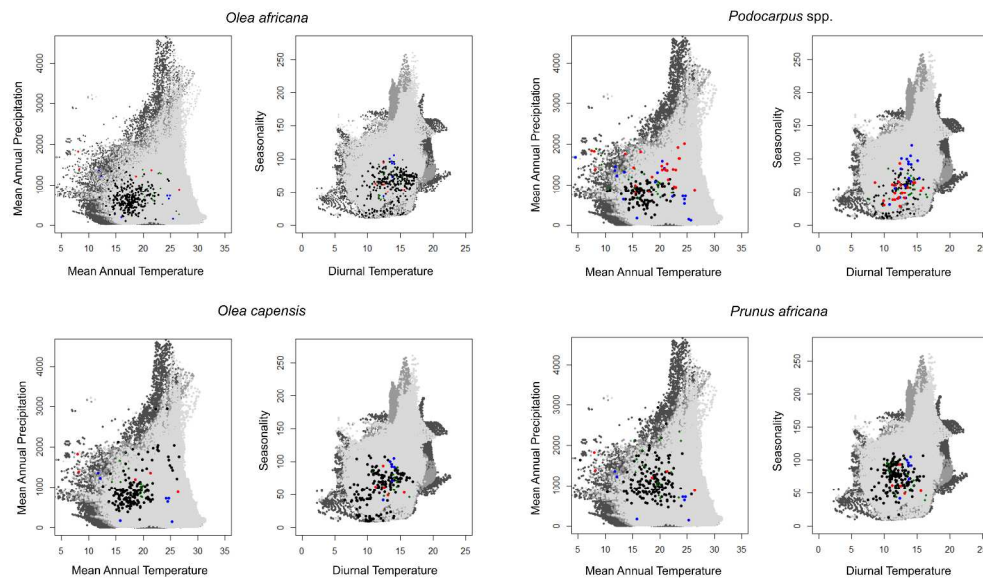 Olea africana
Mean Annual Precipitation
4000
3000
2000
1000
0
5 10 15 20 25 30 35
Mean Annual Temperature
Seasonality
250
200
150
100
50
0
0 5 10 15 20 25
Diurnal Temperature
Podocarpus spp.
Mean Annual Precipitation
4000
3000
2000
1000
0
5 10 15 20 25 30 35
Mean Annual Temperature
Seasonality
250
200
150
100
50
0
0 5 10 15 20 25
Diurnal Temperature
Olea capensis
Mean Annual Precipitation
4000
3000
2000
1000
0
5 10 15 20 25 30 35
Mean Annual Temperature
Seasonality
250
200
150
100
50
0
0 5 10 15 20 25
Diurnal Temperature
Prunus africana
Mean Annual Precipitation
4000
3000
2000
1000
0
5 10 15 20 25 30 35
Mean Annual Temperature
Seasonality
250
200
150
100
50
0
0 5 10 15 20 25
Diurnal Temperature